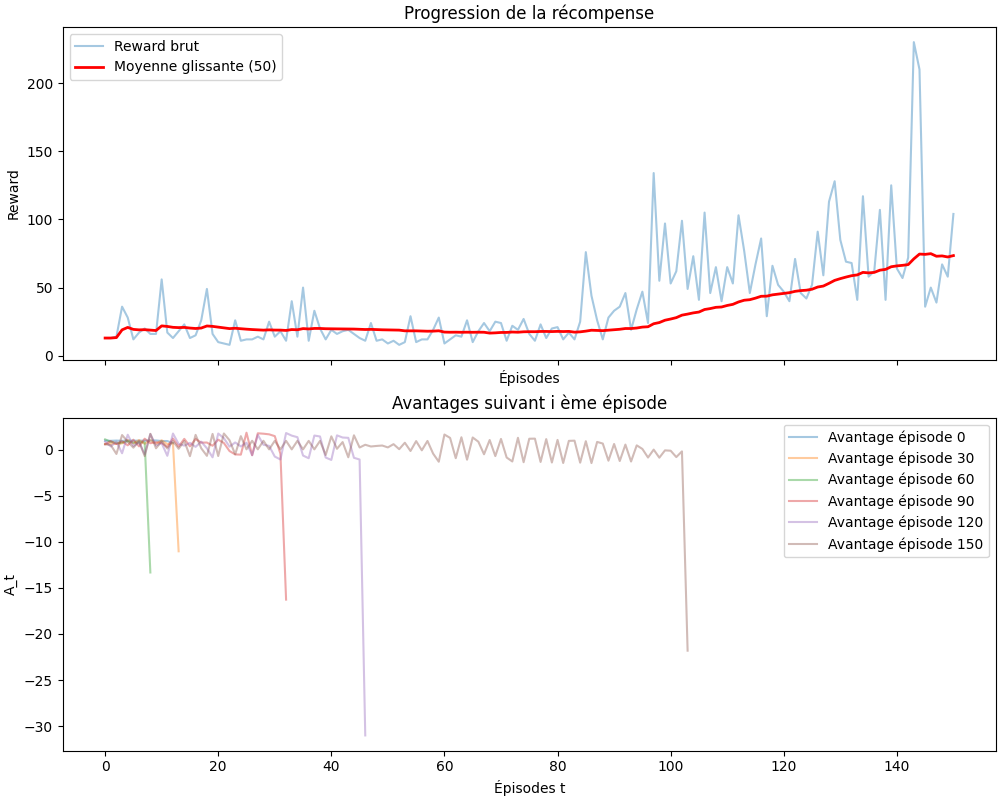 Progression de la récompense
Reward brut
Moyenne glissante (50)
200
150
100
50
0
Reward
Épisodes
Avantages suivant i ème épisode
Avantage épisode 0
Avantage épisode 30
Avantage épisode 60
Avantage épisode 90
Avantage épisode 120
Avantage épisode 150
0
−5
−10
−15
−20
−25
−30
A_t
0 20 40 60 80 100 120 140
Épisodes t